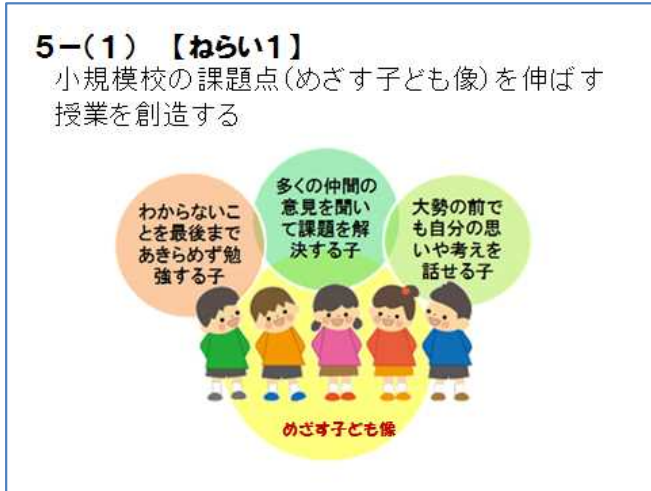 5-(1) 【ねらい1】
小規模校の課題点(めざす子ども像)を伸ばす
授業を創造する
わからないこ
とを最後まで
あきらめず勉
強する子
多くの仲間の
意見を聞い
て課題を解
決する子
大勢の前で
も自分の思
いや考えを
話せる子
めざす子ども像